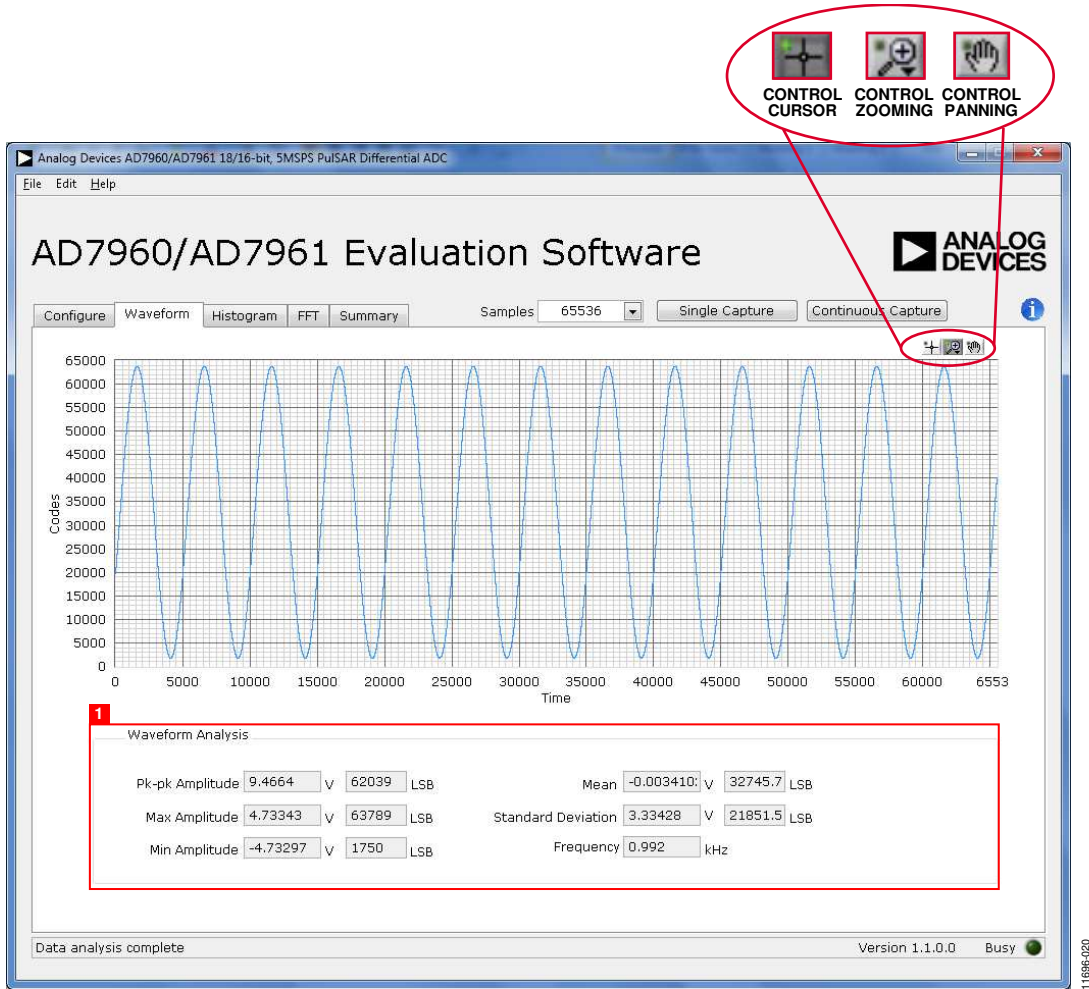 CONTROL CURSOR
CONTROL ZOOMING
CONTROL PANNING
Analog Devices AD7960/AD7961 18/16-bit, 5MSPS PulSAR Differential ADC
File Edit Help
AD7960/AD7961 Evaluation Software
ANALOG DEVICES
Configure Waveform Histogram FFT Summary Samples 65536 Single Capture Continuous Capture i
65000
60000
55000
50000
45000
40000
35000
30000
25000
20000
15000
10000
5000
0
Codes
0 5000 10000 15000 20000 25000 30000 35000 40000 45000 50000 55000 60000 6553
Time
1
Waveform Analysis
Pk-pk Amplitude 9.4664 V 62039 LSB Mean -0.003410: V 32745.7 LSB
Max Amplitude 4.73343 V 63789 LSB Standard Deviation 3.33428 V 21851.5 LSB
Min Amplitude -4.73297 V 1750 LSB Frequency 0.992 kHz
Data analysis complete Version 1.1.0.0 Busy
11696-020